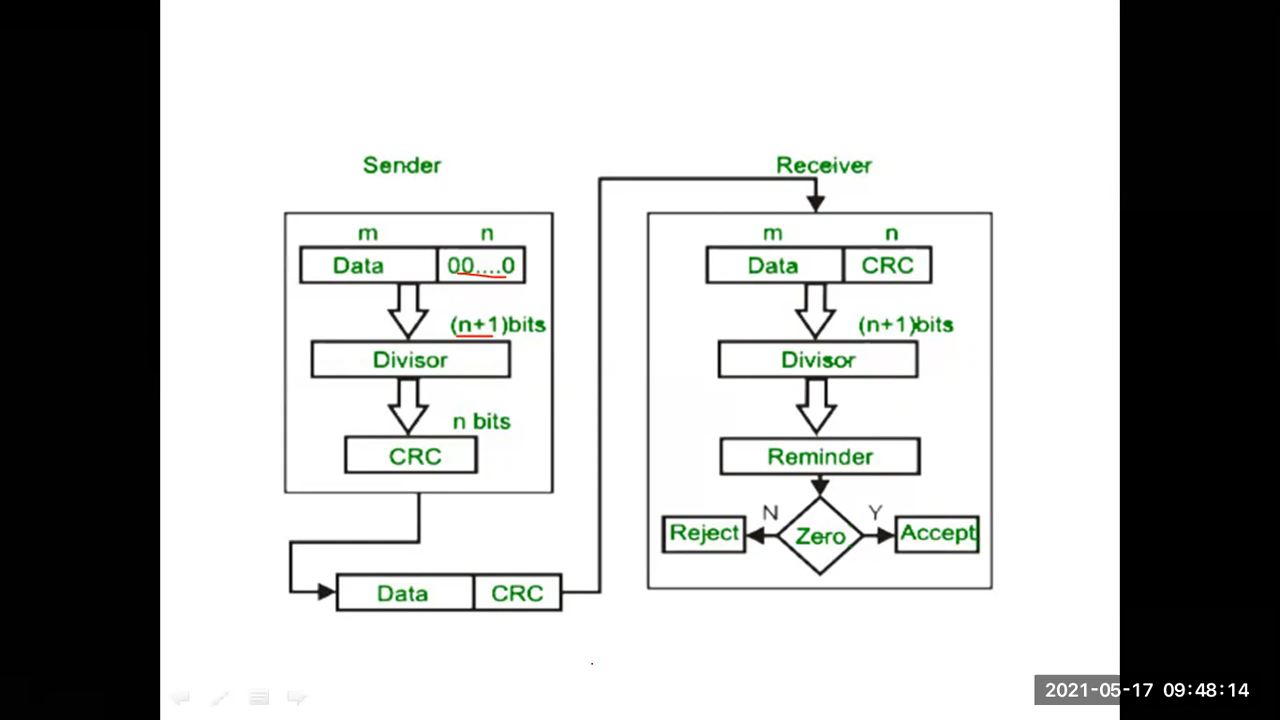 Sender
m n
Data 00....0
(n+1)bits
Divisor
n bits
CRC
Data CRC
Receiver
m n
Data CRC
(n+1)bits
Divisor
Reminder
N Y
Reject Zero Accept
2021-05-17 09:48:14